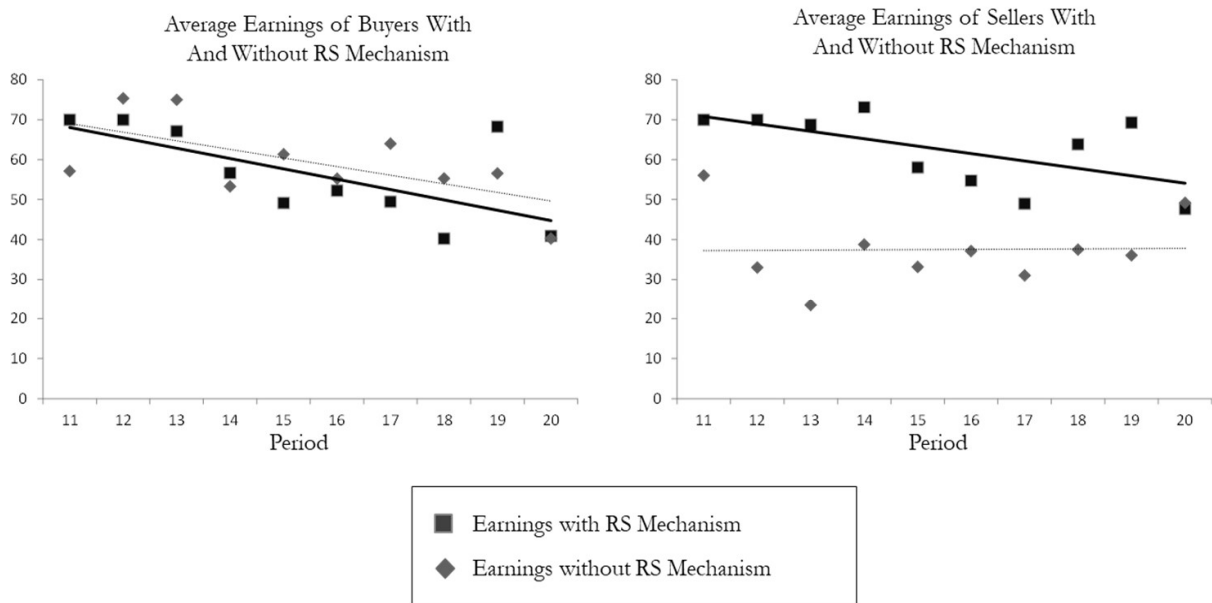 Average Earnings of Buyers With
And Without RS Mechanism
80
70
60
50
40
30
20
10
0
11 12 13 14 15 16 17 18 19 20
Period
Average Earnings of Sellers With
And Without RS Mechanism
80
70
60
50
40
30
20
10
0
11 12 13 14 15 16 17 18 19 20
Period
Earnings with RS Mechanism
Earnings without RS Mechanism